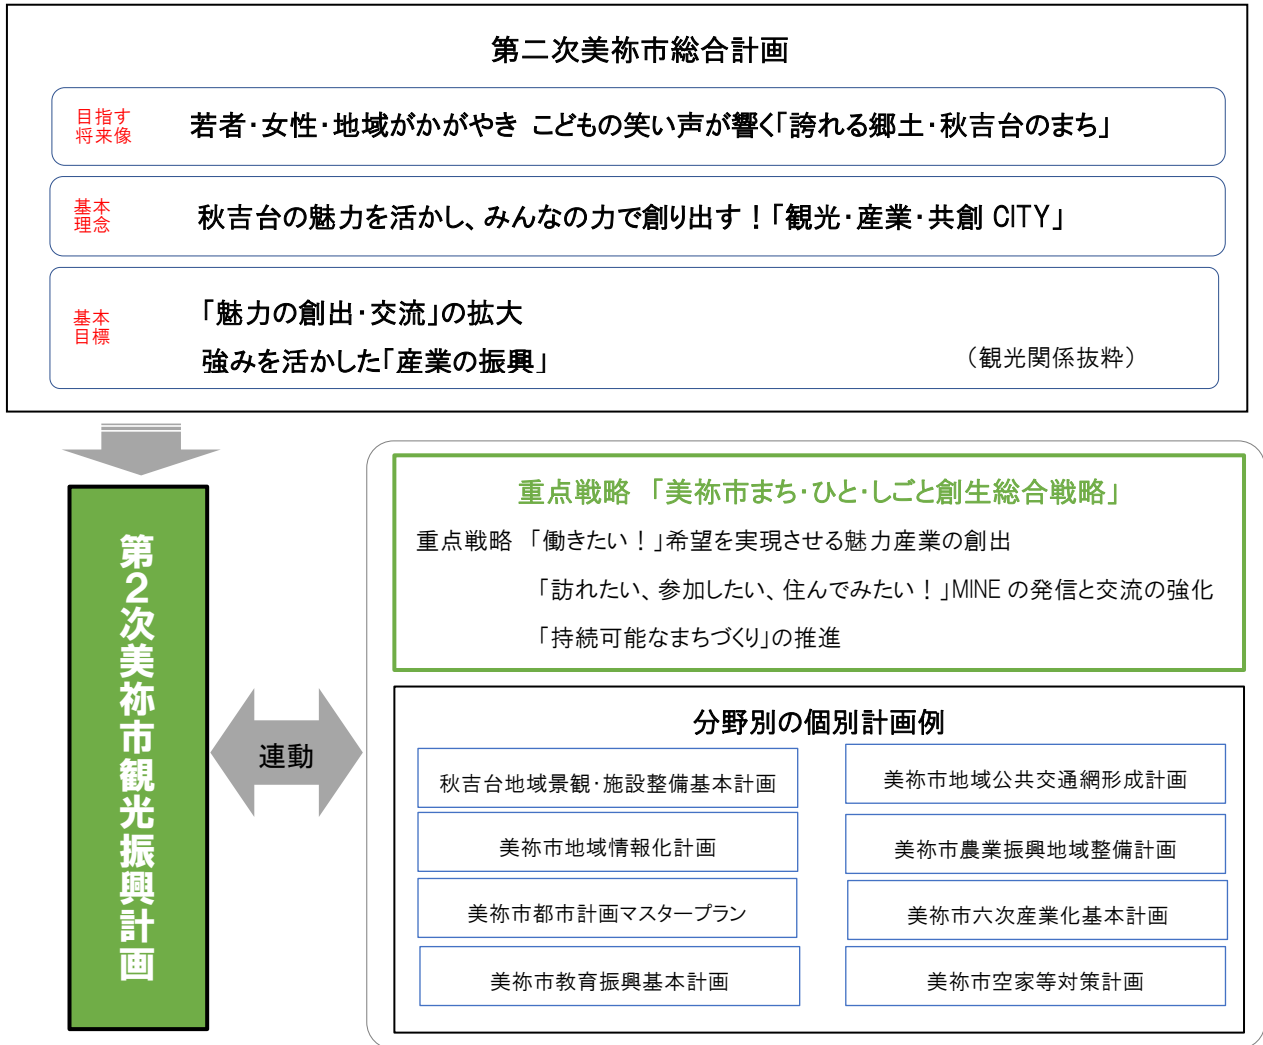 第二次美祢市総合計画
目指す
将来像
若者・女性・地域がかがやき こどもの笑い声が響く「誇れる郷土・秋吉台のまち」
基本
理念
秋吉台の魅力を活かし、みんなの力で創り出す！「観光・産業・共創 CITY」
基本
目標
「魅力の創出・交流」の拡大
強みを活かした「産業の振興」
（観光関係抜粋）
第2次美祢市観光振興計画
連動
重点戦略 「美祢市まち・ひと・しごと創生総合戦略」
重点戦略 「働きたい！」希望を実現させる魅力産業の創出
「訪れたい、参加したい、住んでみたい！」MINE の発信と交流の強化
「持続可能なまちづくり」の推進
分野別の個別計画例
秋吉台地域景観・施設整備基本計画
美祢市地域公共交通網形成計画
美祢市地域情報化計画
美祢市農業振興地域整備計画
美祢市都市計画マスタープラン
美祢市六次産業化基本計画
美祢市教育振興基本計画
美祢市空家等対策計画